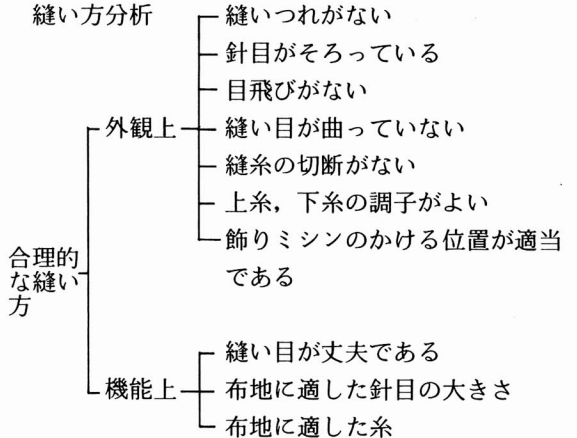 縫い方分析
縫いつれがない
針目がそろっている
目飛びがない
外観上
縫い目が曲っていない
縫糸の切断がない
上糸，下糸の調子がよい
飾りミシンのかける位置が適当
である
合理的
な縫い
方
縫い目が丈夫である
機能上
布地に適した針目の大きさ
布地に適した糸